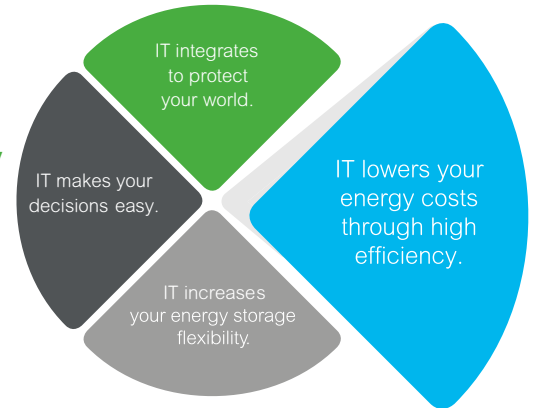 IT integrates
to protect
your world.
IT makes your
decisions easy.
IT lowers your
energy costs
through high
efficiency.
IT increases
your energy storage
flexibility.